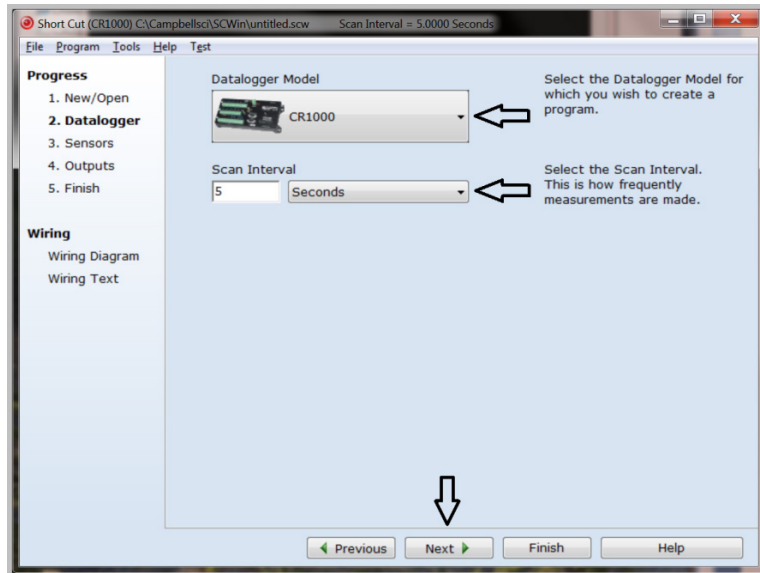 Short Cut (CR1000) C:\Campbellsci\SCWin\untitled.scw Scan Interval = 5.0000 Seconds
File Program Tools Help Test
Progress
1. New/Open
2. Datalogger
3. Sensors
4. Outputs
5. Finish
Wiring
Wiring Diagram
Wiring Text
Datalogger Model
CR1000
Select the Datalogger Model for
which you wish to create a
program.
Scan Interval
5 Seconds
Select the Scan Interval.
This is how frequently
measurements are made.
Previous Next Finish Help